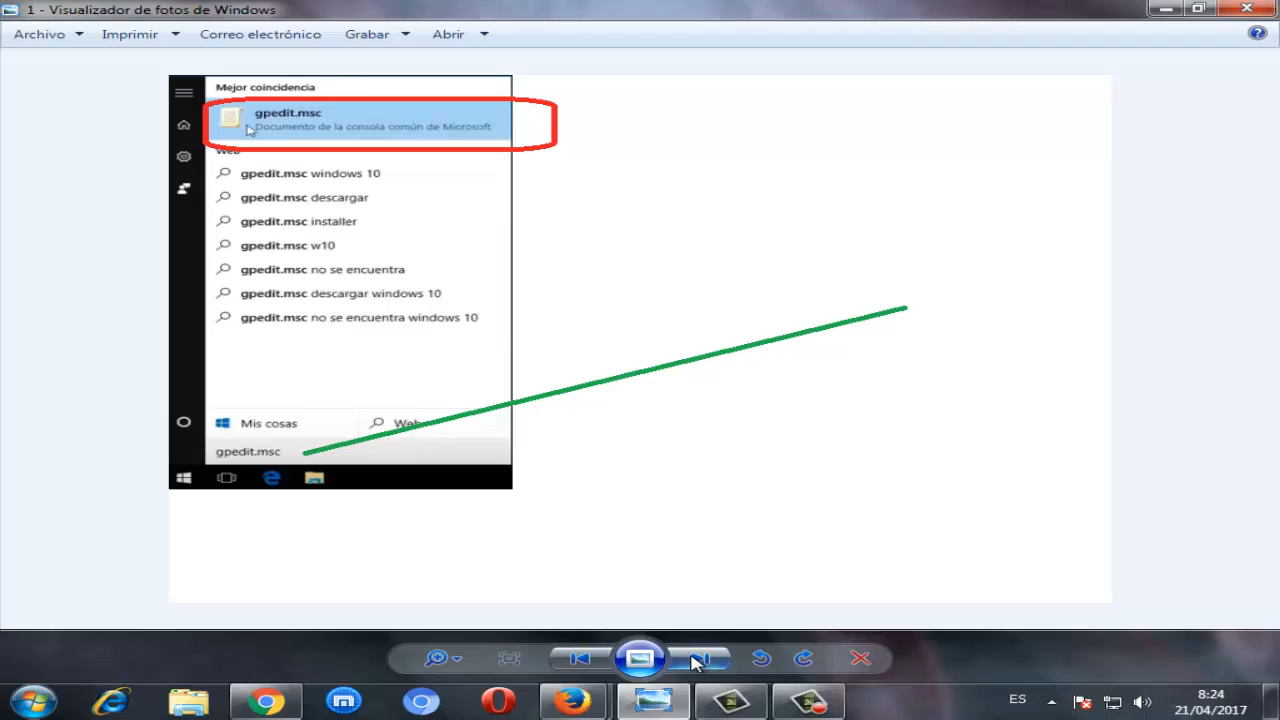 1 - Visualizador de fotos de Windows
Archivo Imprimir Correo electrónico Grabar Abrir
Mejor coincidencia
gpedit.msc
Documento de la consola común de Microsoft
Web
gpedit.msc windows 10
gpedit.msc descargar
gpedit.msc installer
gpedit.msc w10
gpedit.msc no se encuentra
gpedit.msc descargar windows 10
gpedit.msc no se encuentra windows 10
Mis cosas Web
gpedit.msc
ES
8:24
21/04/2017